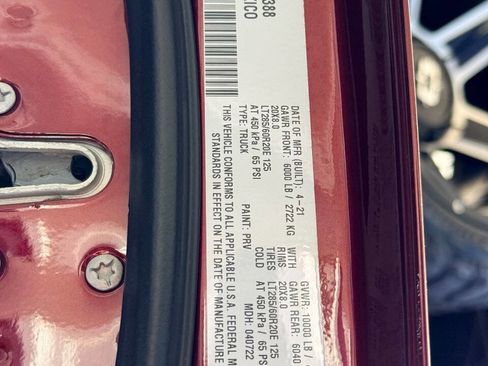 DATE OF MFR (BUILT): 4-21 GVWR: 10000 LB /
GAWR FRONT: 6000 LB / 2722 KG WITH GAWR REAR: 6040
20X8.0 RIMS 20X8.0
LT285/60R20E 125 TIRES LT285/60R20E 125
AT 450 kPa / 65 PSI COLD AT 450 kPa / 65 PS
TYPE: TRUCK PAINT: PRV MDH: 040722
THIS VEHICLE CONFORMS TO ALL APPLICABLE U.S.A. FEDERAL M
STANDARDS IN EFFECT ON THE DATE OF MANUFACTURE
388
XICO